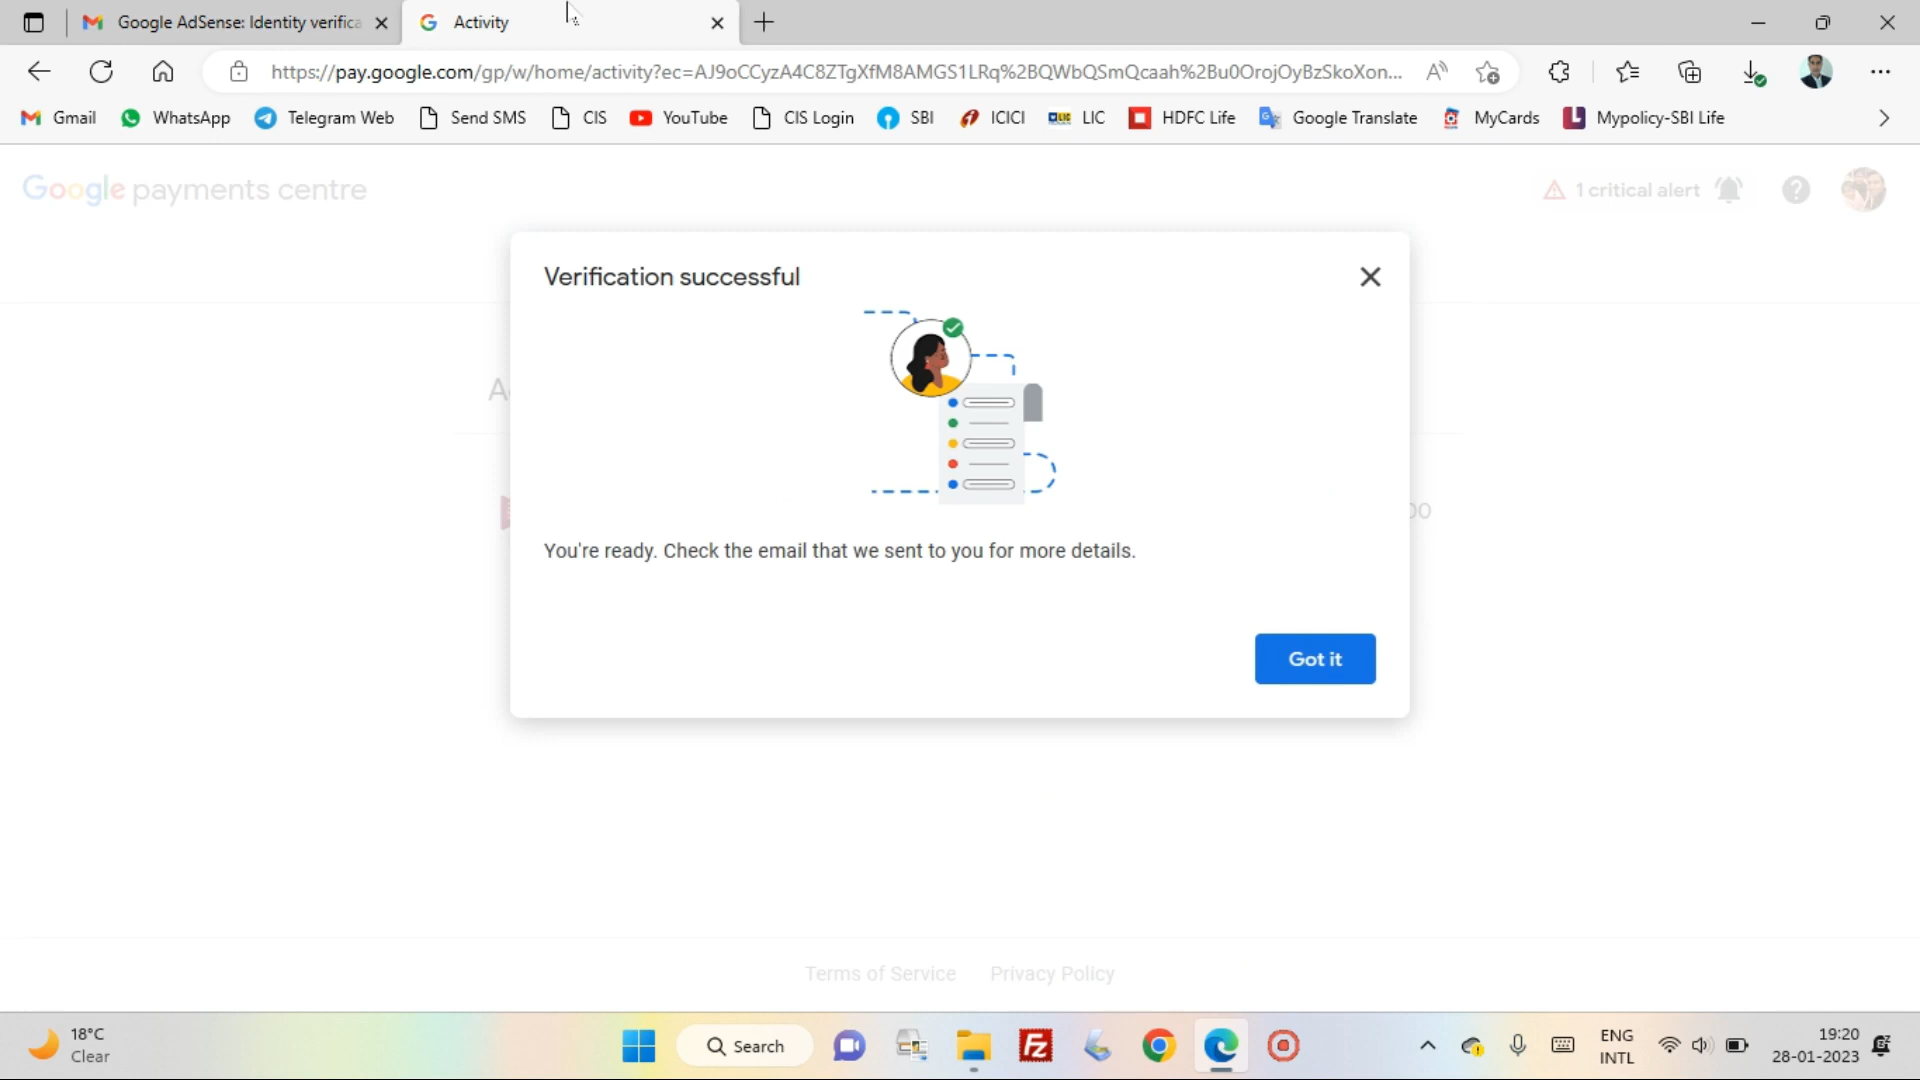 Google AdSense: Identity verifica
Activity
https://pay.google.com/gp/w/home/activity?ec=AJ9oCCyzA4C8ZTgXfM8AMGS1LRq%2BQWbQSmQcaah%2Bu0OrojOyBzSkoXon...
Gmail WhatsApp Telegram Web Send SMS CIS YouTube CIS Login SBI ICICI LIC HDFC Life Google Translate MyCards Mypolicy-SBI Life
Google payments centre
1 critical alert
Verification successful
You're ready. Check the email that we sent to you for more details.
Got it
Terms of Service Privacy Policy
18°C
Clear
Search
ENG
INTL
19:20
28-01-2023